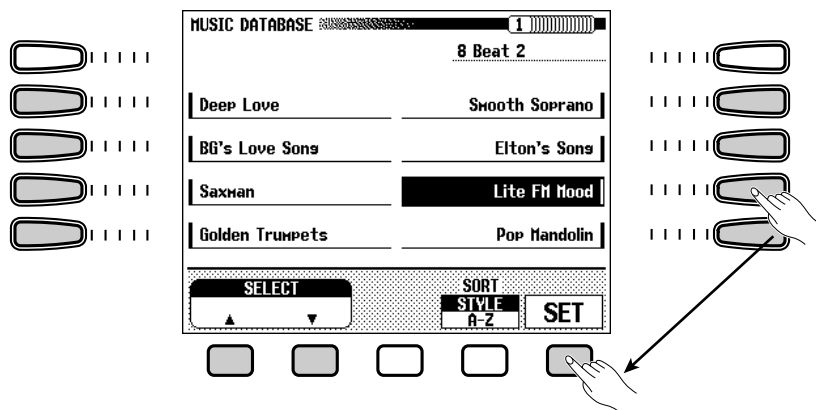 MUSIC DATABASE 1
8 Beat 2
Deep Love Smooth Soprano
BG's Love Song Elton's Song
Saxman Lite FM Mood
Golden Trumpets Pop Mandolin
SELECT
▲ ▼
SORT
STYLE
A-Z
SET